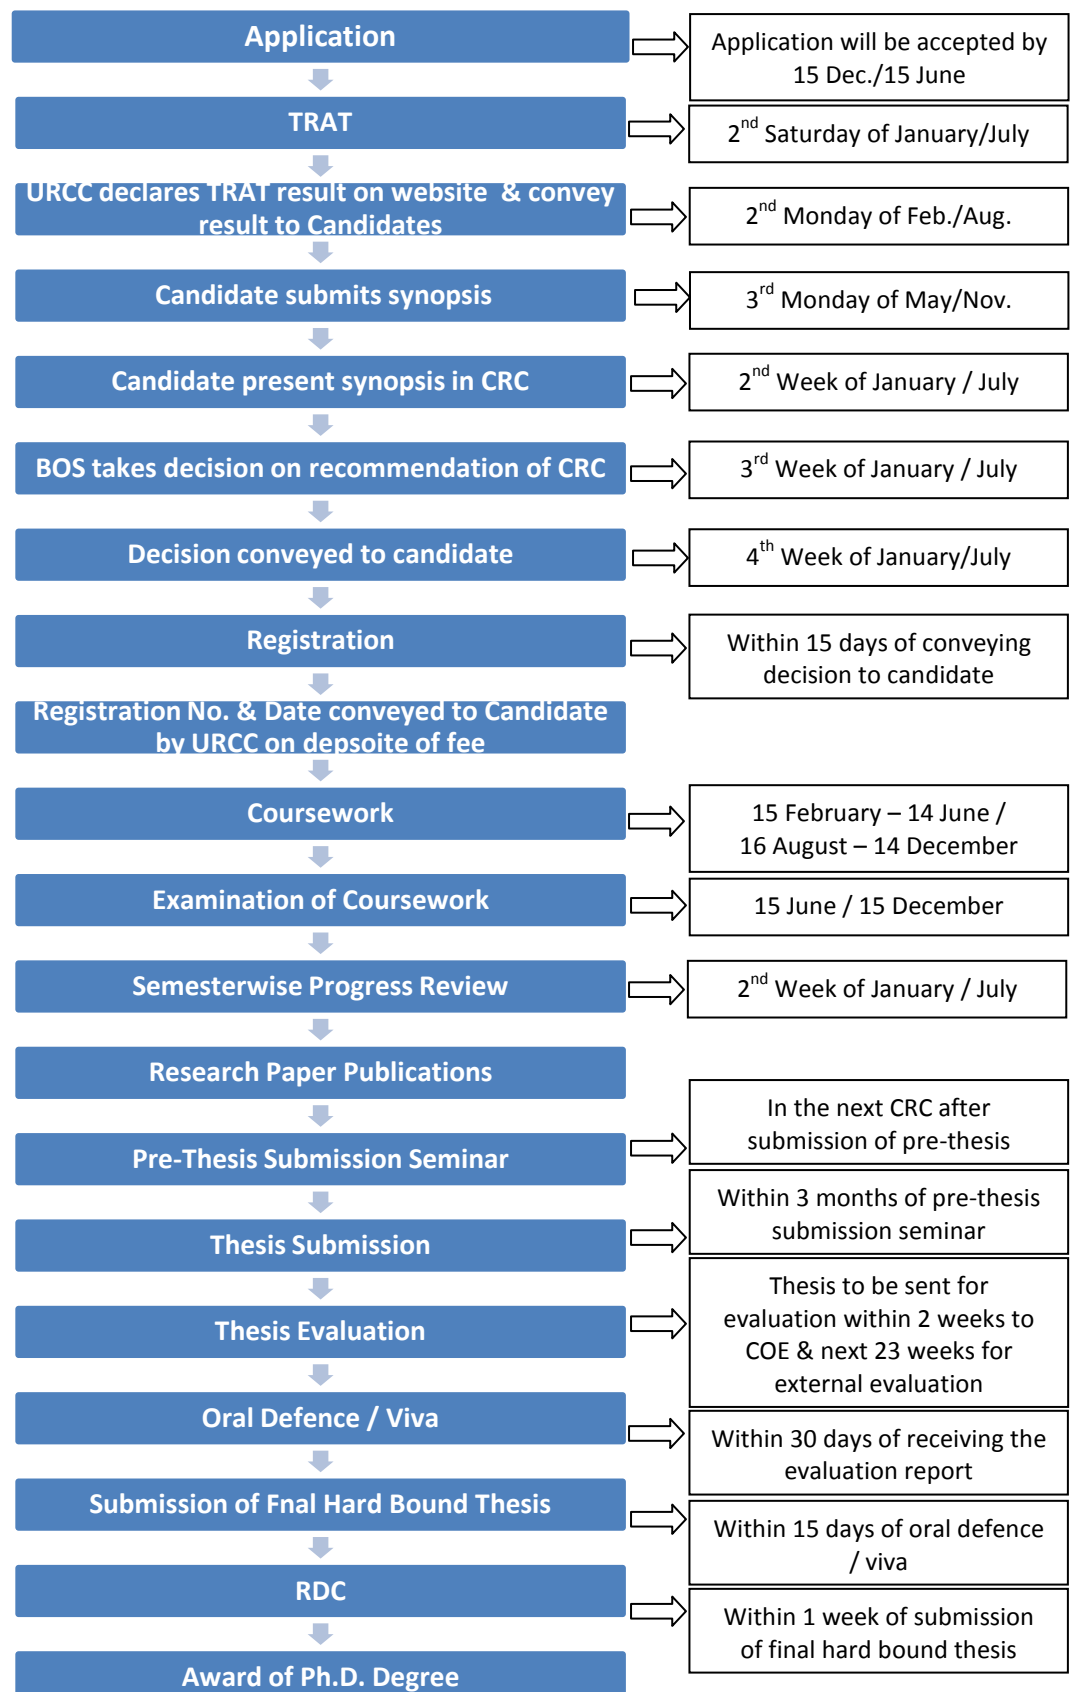 Application
Application will be accepted by
15 Dec./15 June
TRAT
2nd Saturday of January/July
URCC declares TRAT result on website & convey
result to Candidates
2nd Monday of Feb./Aug.
Candidate submits synopsis
3rd Monday of May/Nov.
Candidate present synopsis in CRC
2nd Week of January / July
BOS takes decision on recommendation of CRC
3rd Week of January / July
Decision conveyed to candidate
4th Week of January/July
Registration
Within 15 days of conveying
decision to candidate
Registration No. & Date conveyed to Candidate
by URCC on depsoite of fee
Coursework
15 February – 14 June /
16 August – 14 December
Examination of Coursework
15 June / 15 December
Semesterwise Progress Review
2nd Week of January / July
Research Paper Publications
Pre-Thesis Submission Seminar
In the next CRC after
submission of pre-thesis
Thesis Submission
Within 3 months of pre-thesis
submission seminar
Thesis Evaluation
Thesis to be sent for
evaluation within 2 weeks to
COE & next 23 weeks for
external evaluation
Oral Defence / Viva
Within 30 days of receiving the
evaluation report
Submission of Fnal Hard Bound Thesis
Within 15 days of oral defence
/ viva
RDC
Within 1 week of submission
of final hard bound thesis
Award of Ph.D. Degree